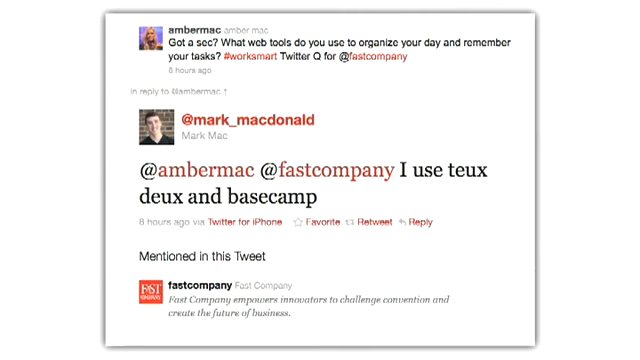 ambermac amber mac
Got a sec? What web tools do you use to organize your day and remember
your tasks? #worksmart Twitter Q for @fastcompany
8 hours ago
in reply to @ambermac ↑
@mark_macdonald
Mark Mac
@ambermac @fastcompany I use teux
deux and basecamp
8 hours ago via Twitter for iPhone Favorite Retweet Reply
Mentioned in this Tweet
FAST COMPANY
fastcompany Fast Company
Fast Company empowers innovators to challenge convention and
create the future of business.